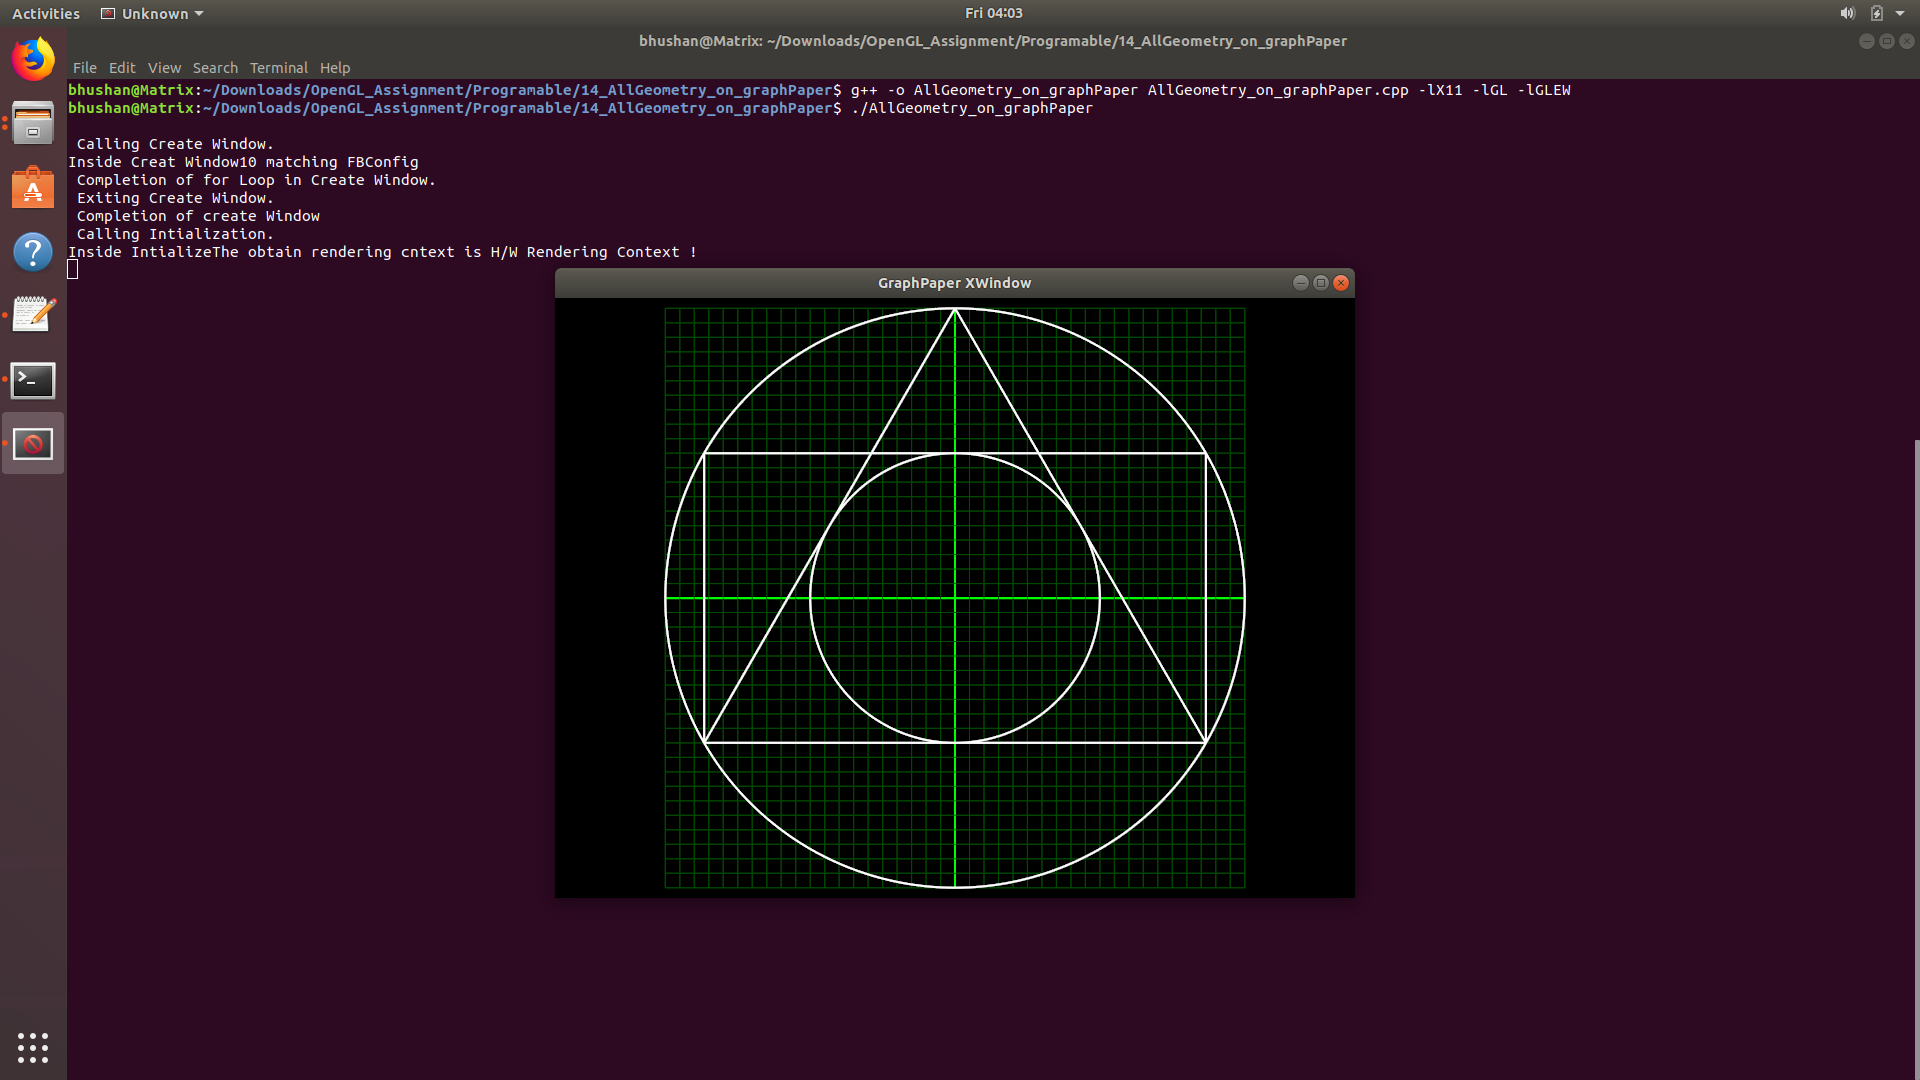 Activities Unknown Fri 04:03
bhushan@Matrix: ~/Downloads/OpenGL_Assignment/Programable/14_AllGeometry_on_graphPaper
File Edit View Search Terminal Help
bhushan@Matrix:~/Downloads/OpenGL_Assignment/Programable/14_AllGeometry_on_graphPaper$ g++ -o AllGeometry_on_graphPaper AllGeometry_on_graphPaper.cpp -lX11 -lGL -lGLEW
bhushan@Matrix:~/Downloads/OpenGL_Assignment/Programable/14_AllGeometry_on_graphPaper$ ./AllGeometry_on_graphPaper
Calling Create Window.
Inside Creat Window10 matching FBConfig
Completion of for Loop in Create Window.
Exiting Create Window.
Completion of create Window
Calling Intialization.
Inside IntializeThe obtain rendering cntext is H/W Rendering Context !
GraphPaper XWindow